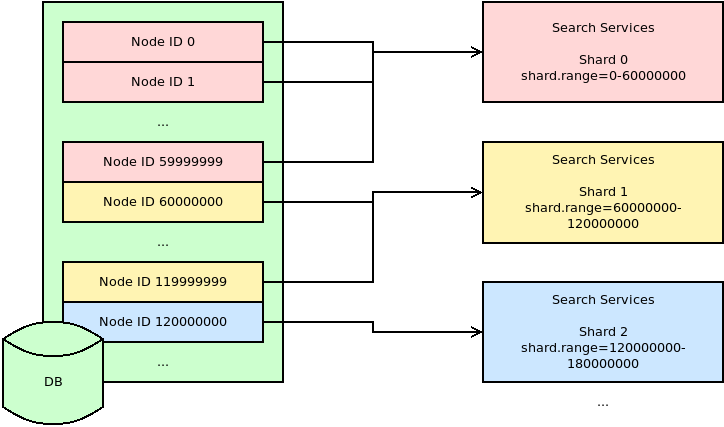 Node ID 0
Node ID 1
...
Node ID 59999999
Node ID 60000000
...
Node ID 119999999
Node ID 120000000
...
DB
Search Services
Shard 0
shard.range=0-60000000
Search Services
Shard 1
shard.range=60000000-
120000000
Search Services
Shard 2
shard.range=120000000-
180000000
...